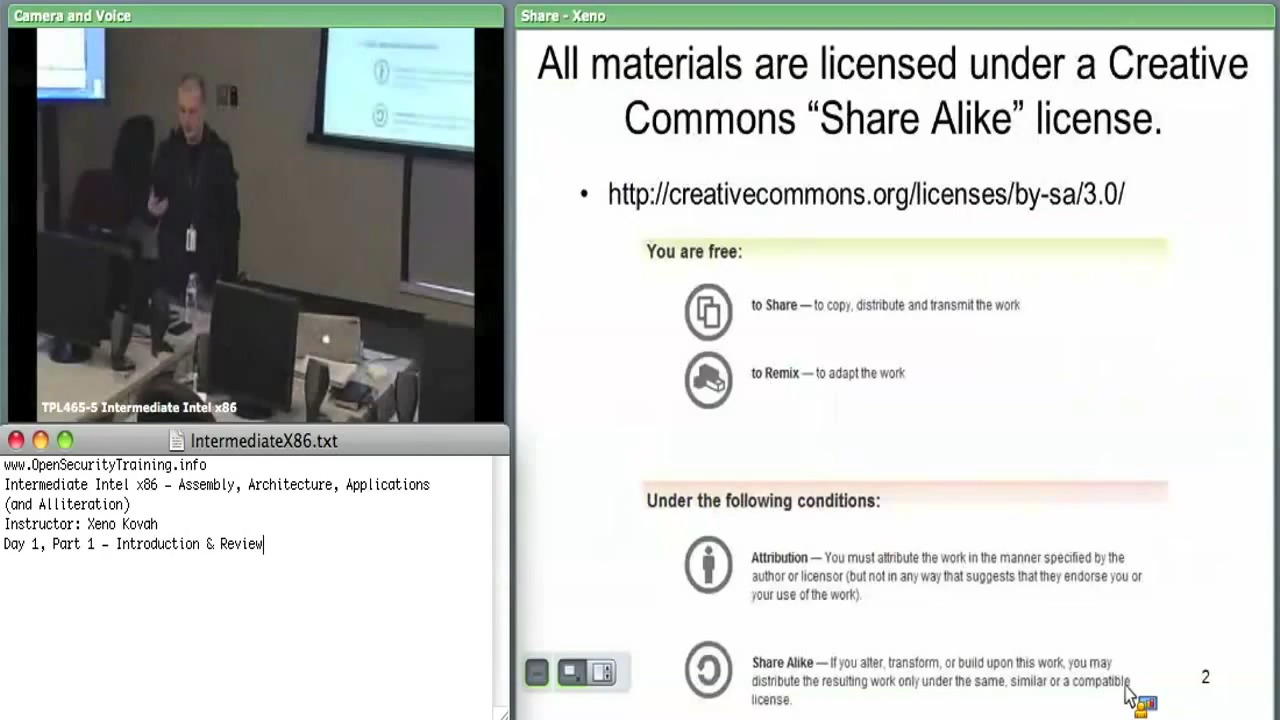 Camera and Voice
TPL465-5 Intermediate Intel x86
IntermediateX86.txt
www.OpenSecurityTraining.info
Intermediate Intel x86 – Assembly, Architecture, Applications
(and Alliteration)
Instructor: Xeno Kovah
Day 1, Part 1 – Introduction & Review
Share - Xeno
All materials are licensed under a Creative
Commons “Share Alike” license.
• http://creativecommons.org/licenses/by-sa/3.0/
You are free:
to Share — to copy, distribute and transmit the work
to Remix — to adapt the work
Under the following conditions:
Attribution — You must attribute the work in the manner specified by the
author or licensor (but not in any way that suggests that they endorse you or
your use of the work).
Share Alike — If you alter, transform, or build upon this work, you may
distribute the resulting work only under the same, similar or a compatible
license.
2